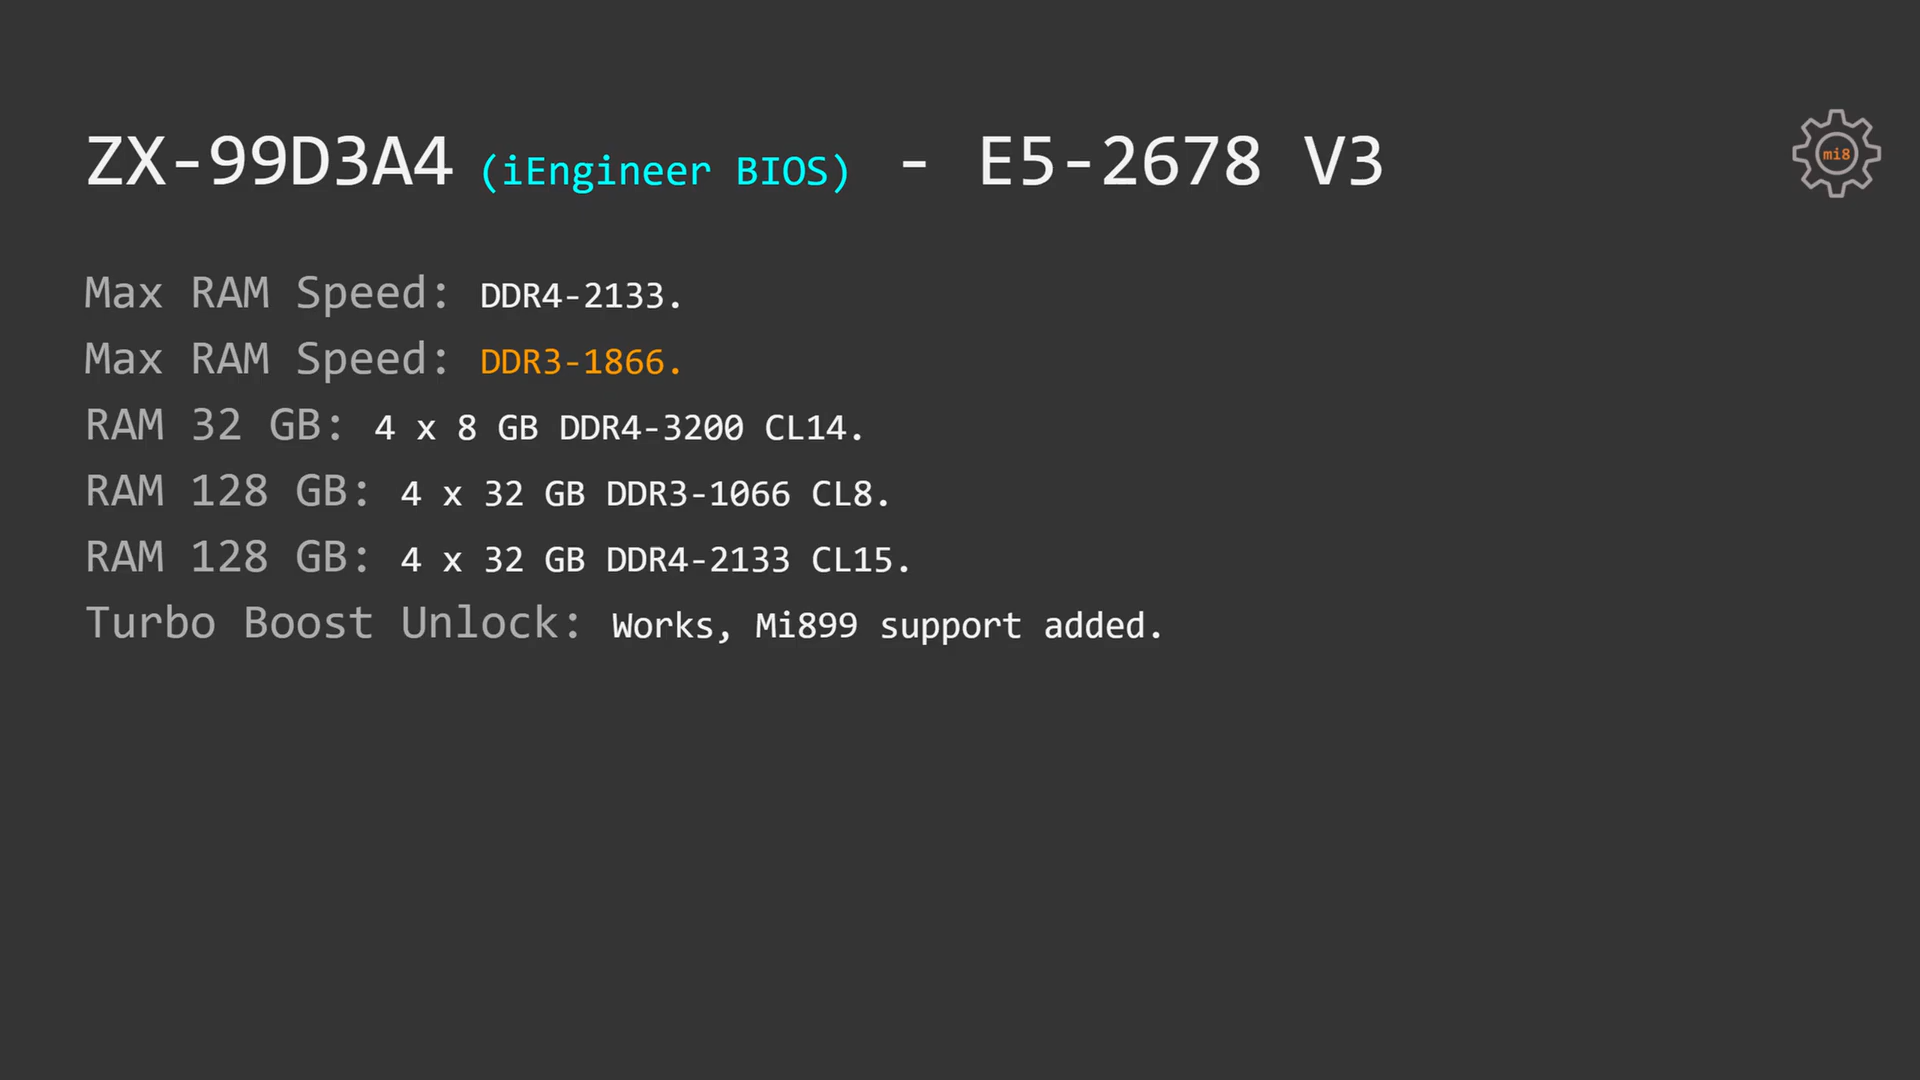 ZX-99D3A4 (iEngineer BIOS) - E5-2678 V3
mi8
Max RAM Speed: DDR4-2133.
Max RAM Speed: DDR3-1866.
RAM 32 GB: 4 x 8 GB DDR4-3200 CL14.
RAM 128 GB: 4 x 32 GB DDR3-1066 CL8.
RAM 128 GB: 4 x 32 GB DDR4-2133 CL15.
Turbo Boost Unlock: Works, Mi899 support added.